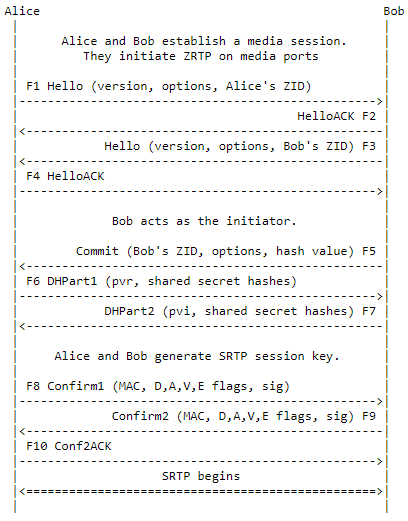 Alice Bob
Alice and Bob establish a media session.
They initiate ZRTP on media ports
F1 Hello (version, options, Alice's ZID)
HelloACK F2
Hello (version, options, Bob's ZID) F3
F4 HelloACK
Bob acts as the initiator.
Commit (Bob's ZID, options, hash value) F5
F6 DHPart1 (pvr, shared secret hashes)
DHPart2 (pvi, shared secret hashes) F7
Alice and Bob generate SRTP session key.
F8 Confirm1 (MAC, D,A,V,E flags, sig)
Confirm2 (MAC, D,A,V,E flags, sig) F9
F10 Conf2ACK
SRTP begins